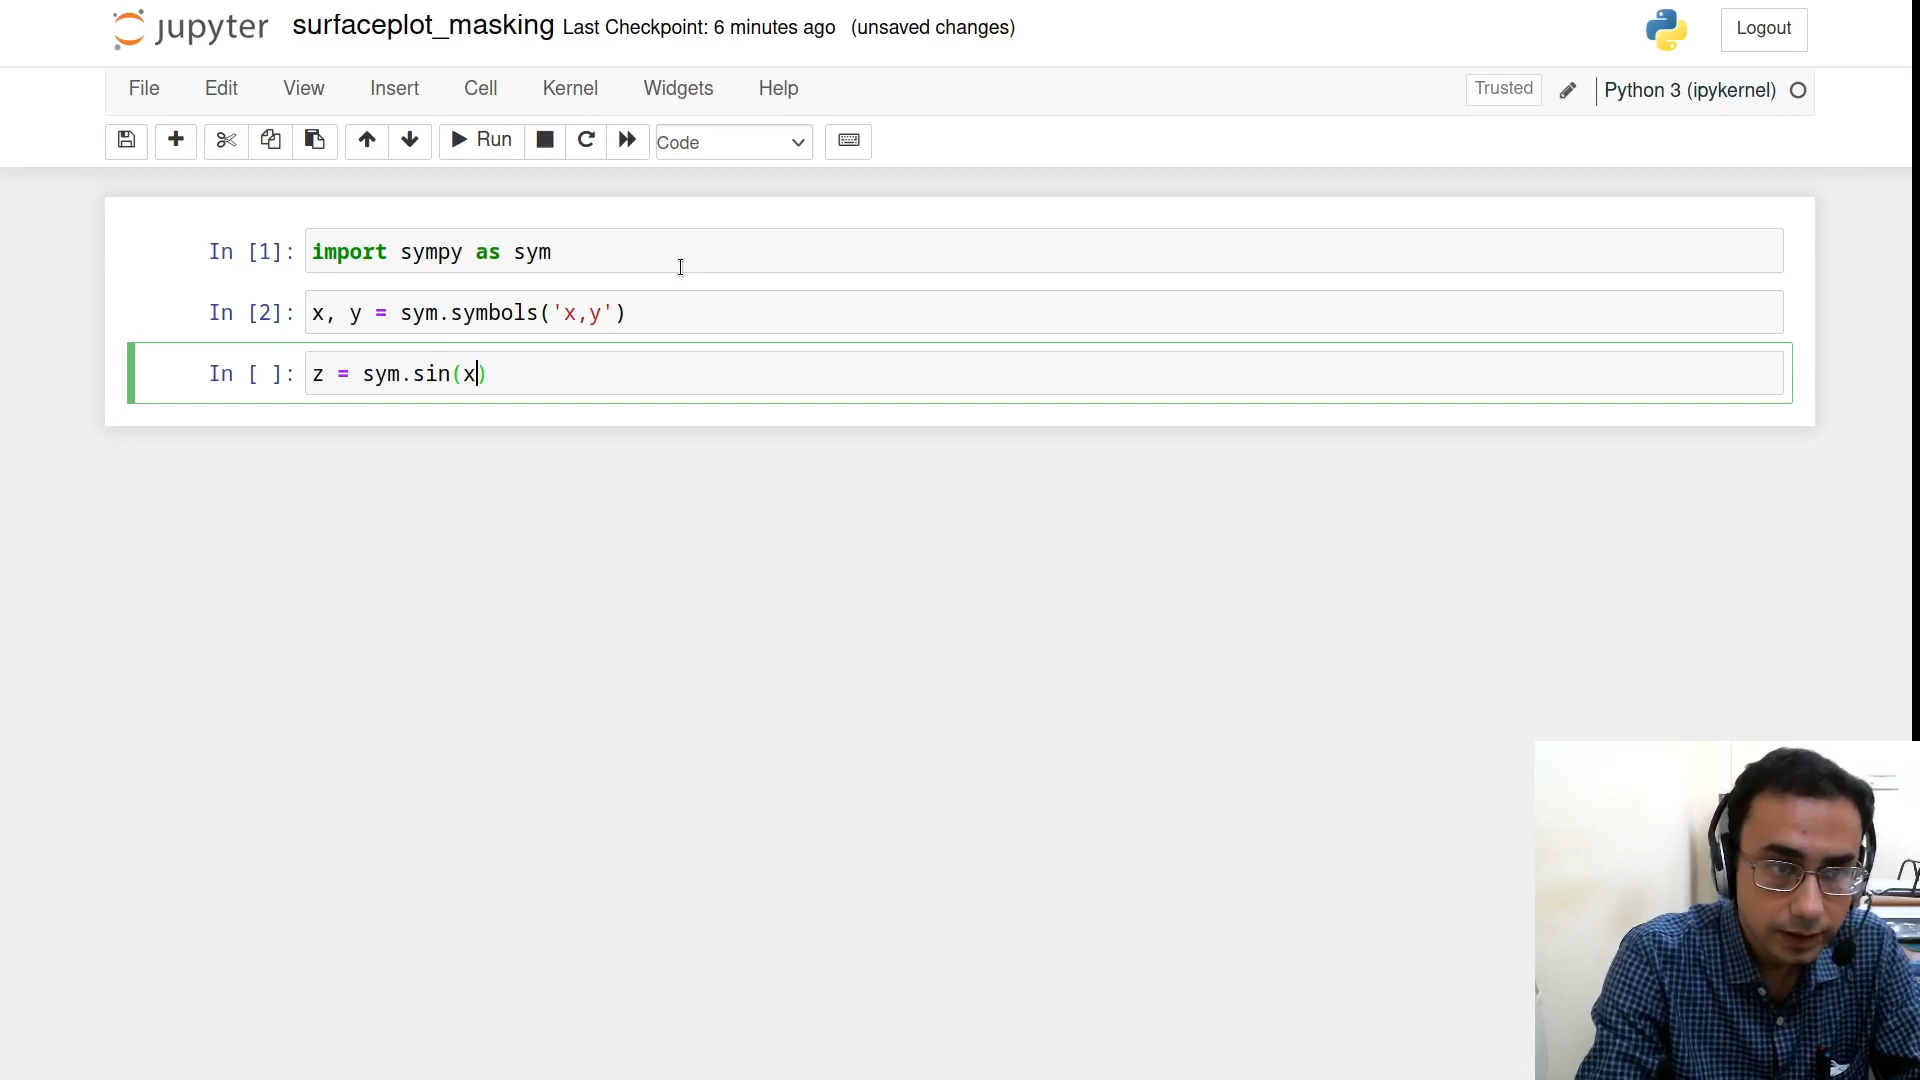 jupyter surfaceplot_masking Last Checkpoint: 6 minutes ago (unsaved changes) Logout
File Edit View Insert Cell Kernel Widgets Help Trusted Python 3 (ipykernel)
Run Code
In [1]: import sympy as sym
In [2]: x, y = sym.symbols('x,y')
In [ ]: z = sym.sin(x)